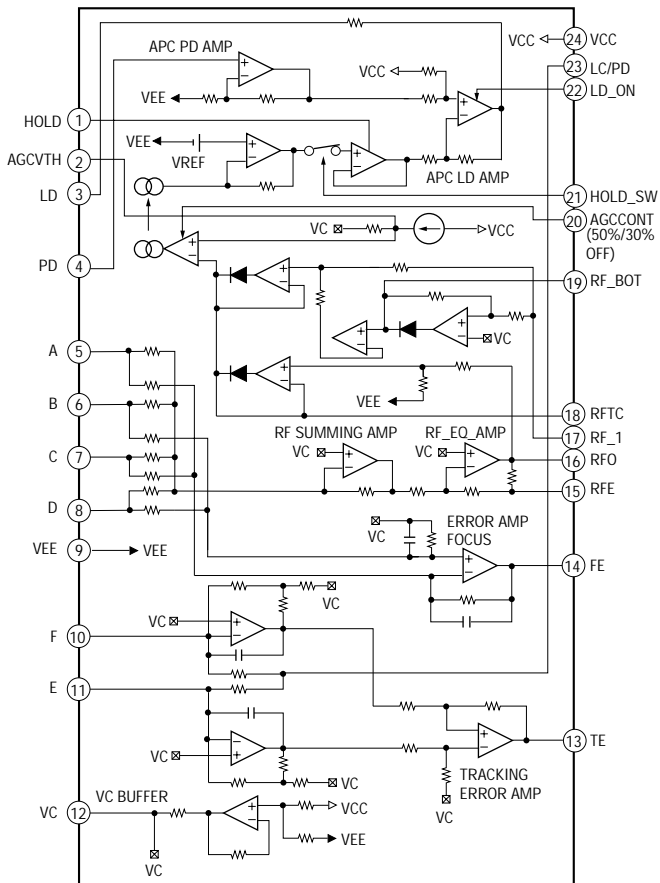 APC PD AMP
VCC
24
VCC
23
LC/PD
VCC
VEE
22
LD_ON
HOLD
1
VEE
VREF
APC LD AMP
AGCVTH
2
LD
3
21
HOLD_SW
VC
VCC
20
AGCCONT
(50%/30%
OFF)
PD
4
19
RF_BOT
VC
A
5
B
6
VEE
18
RFTC
C
7
RF SUMMING AMP
RF_EQ_AMP
17
RF_1
VC
VC
16
RFO
D
8
15
RFE
VEE
9
VEE
VC
ERROR AMP
FOCUS
14
FE
VC
VC
F
10
E
11
VC
VC
13
TE
TRACKING
ERROR AMP
VC
VC
12
VC BUFFER
VCC
VEE
VC
+
−
+
−
+
−
+
−
+
−
+
−
+
−
+
−
+
−
+
−
+
−
+
−
+
−
−
+
+
−
+
−